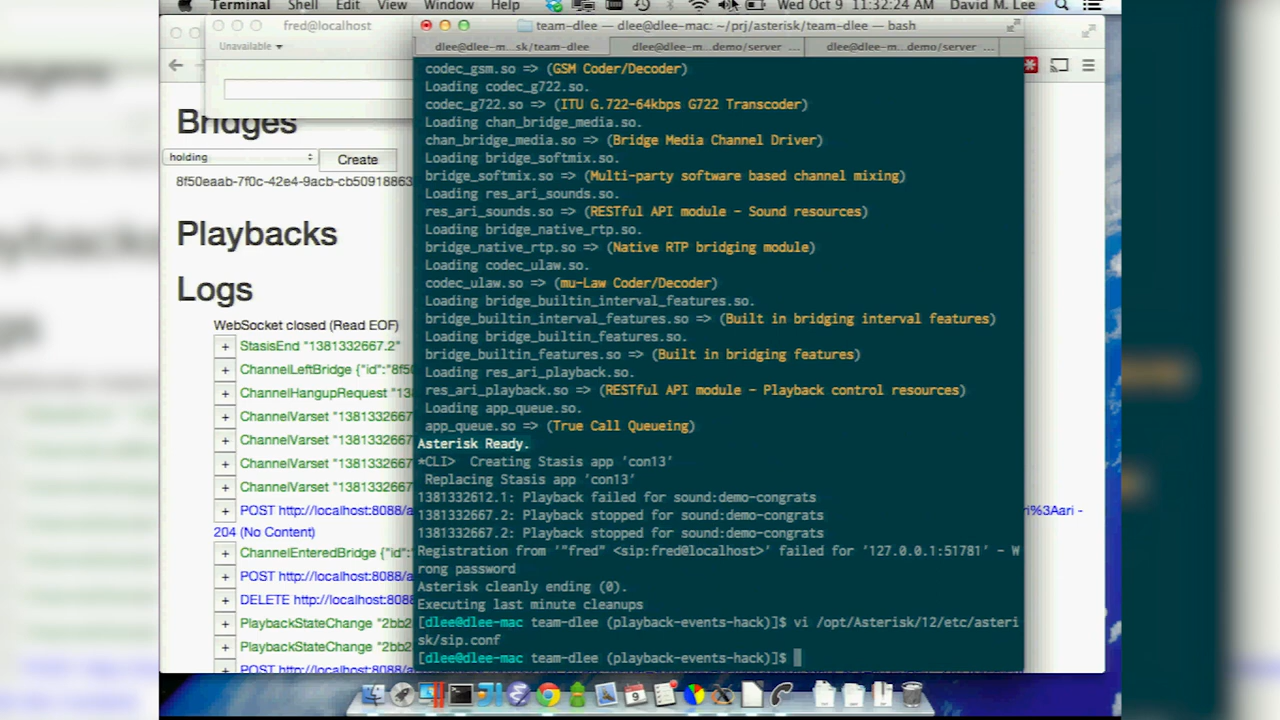 Terminal Shell Edit View Window Help Wed Oct 9 11:32:24 AM David M. Lee
fred@localhost
Unavailable
team-dlee — dlee@dlee-mac: ~/prj/asterisk/team-dlee — bash
dlee@dlee-m...sk/team-dlee
dlee@dlee-m...demo/server ...
dlee@dlee-m...demo/server ...
Bridges
holding
Create
8f50eaab-7f0c-42e4-9acb-cb50918863
Playbacks
Logs
WebSocket closed (Read EOF)
+ StasisEnd "1381332667.2"
+ ChannelLeftBridge {"id":"8f50
+ ChannelHangupRequest "13
+ ChannelVarset "1381332667
+ ChannelVarset "1381332667
+ ChannelVarset "1381332667
+ ChannelVarset "1381332667
+ POST http://localhost:8088/a
ri%3Aari -
204 (No Content)
+ ChannelEnteredBridge {"id":
+ POST http://localhost:8088/a
+ DELETE http://localhost:8088
+ PlaybackStateChange "2bb2
+ PlaybackStateChange "2bb2
+ POST http://localhost:8088/a
codec_gsm.so => (GSM Coder/Decoder)
Loading codec_g722.so.
codec_g722.so => (ITU G.722-64kbps G722 Transcoder)
Loading chan_bridge_media.so.
chan_bridge_media.so => (Bridge Media Channel Driver)
Loading bridge_softmix.so.
bridge_softmix.so => (Multi-party software based channel mixing)
Loading res_ari_sounds.so.
res_ari_sounds.so => (RESTful API module - Sound resources)
Loading bridge_native_rtp.so.
bridge_native_rtp.so => (Native RTP bridging module)
Loading codec_ulaw.so.
codec_ulaw.so => (mu-Law Coder/Decoder)
Loading bridge_builtin_interval_features.so.
bridge_builtin_interval_features.so => (Built in bridging interval features)
Loading bridge_builtin_features.so.
bridge_builtin_features.so => (Built in bridging features)
Loading res_ari_playback.so.
res_ari_playback.so => (RESTful API module - Playback control resources)
Loading app_queue.so.
app_queue.so => (True Call Queueing)
Asterisk Ready.
*CLI> Creating Stasis app 'con13'
Replacing Stasis app 'con13'
1381332612.1: Playback failed for sound:demo-congrats
1381332667.2: Playback stopped for sound:demo-congrats
1381332667.2: Playback stopped for sound:demo-congrats
Registration from '"fred" <sip:fred@localhost>' failed for '127.0.0.1:51781' - W
rong password
Asterisk cleanly ending (0).
Executing last minute cleanups
[dlee@dlee-mac team-dlee (playback-events-hack)]$ vi /opt/Asterisk/12/etc/asteri
sk/sip.conf
[dlee@dlee-mac team-dlee (playback-events-hack)]$